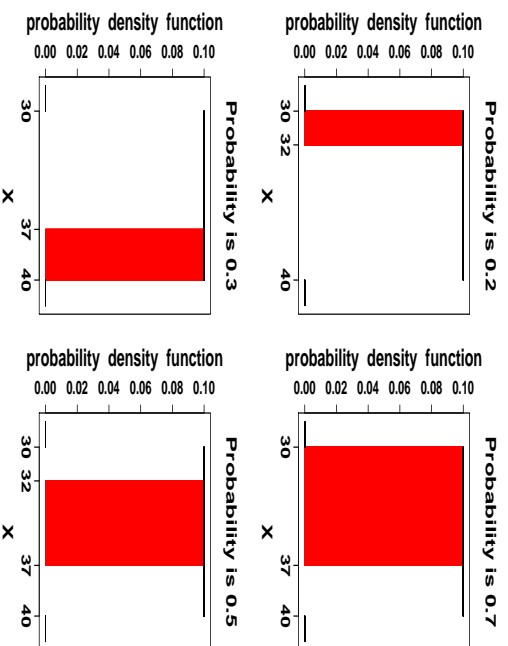 Probability is 0.2
probability density function
0.00 0.02 0.04 0.06 0.08 0.10
30 32 40
X
Probability is 0.7
probability density function
0.00 0.02 0.04 0.06 0.08 0.10
30 37 40
X
Probability is 0.3
probability density function
0.00 0.02 0.04 0.06 0.08 0.10
30 37 40
X
Probability is 0.5
probability density function
0.00 0.02 0.04 0.06 0.08 0.10
30 32 37 40
X